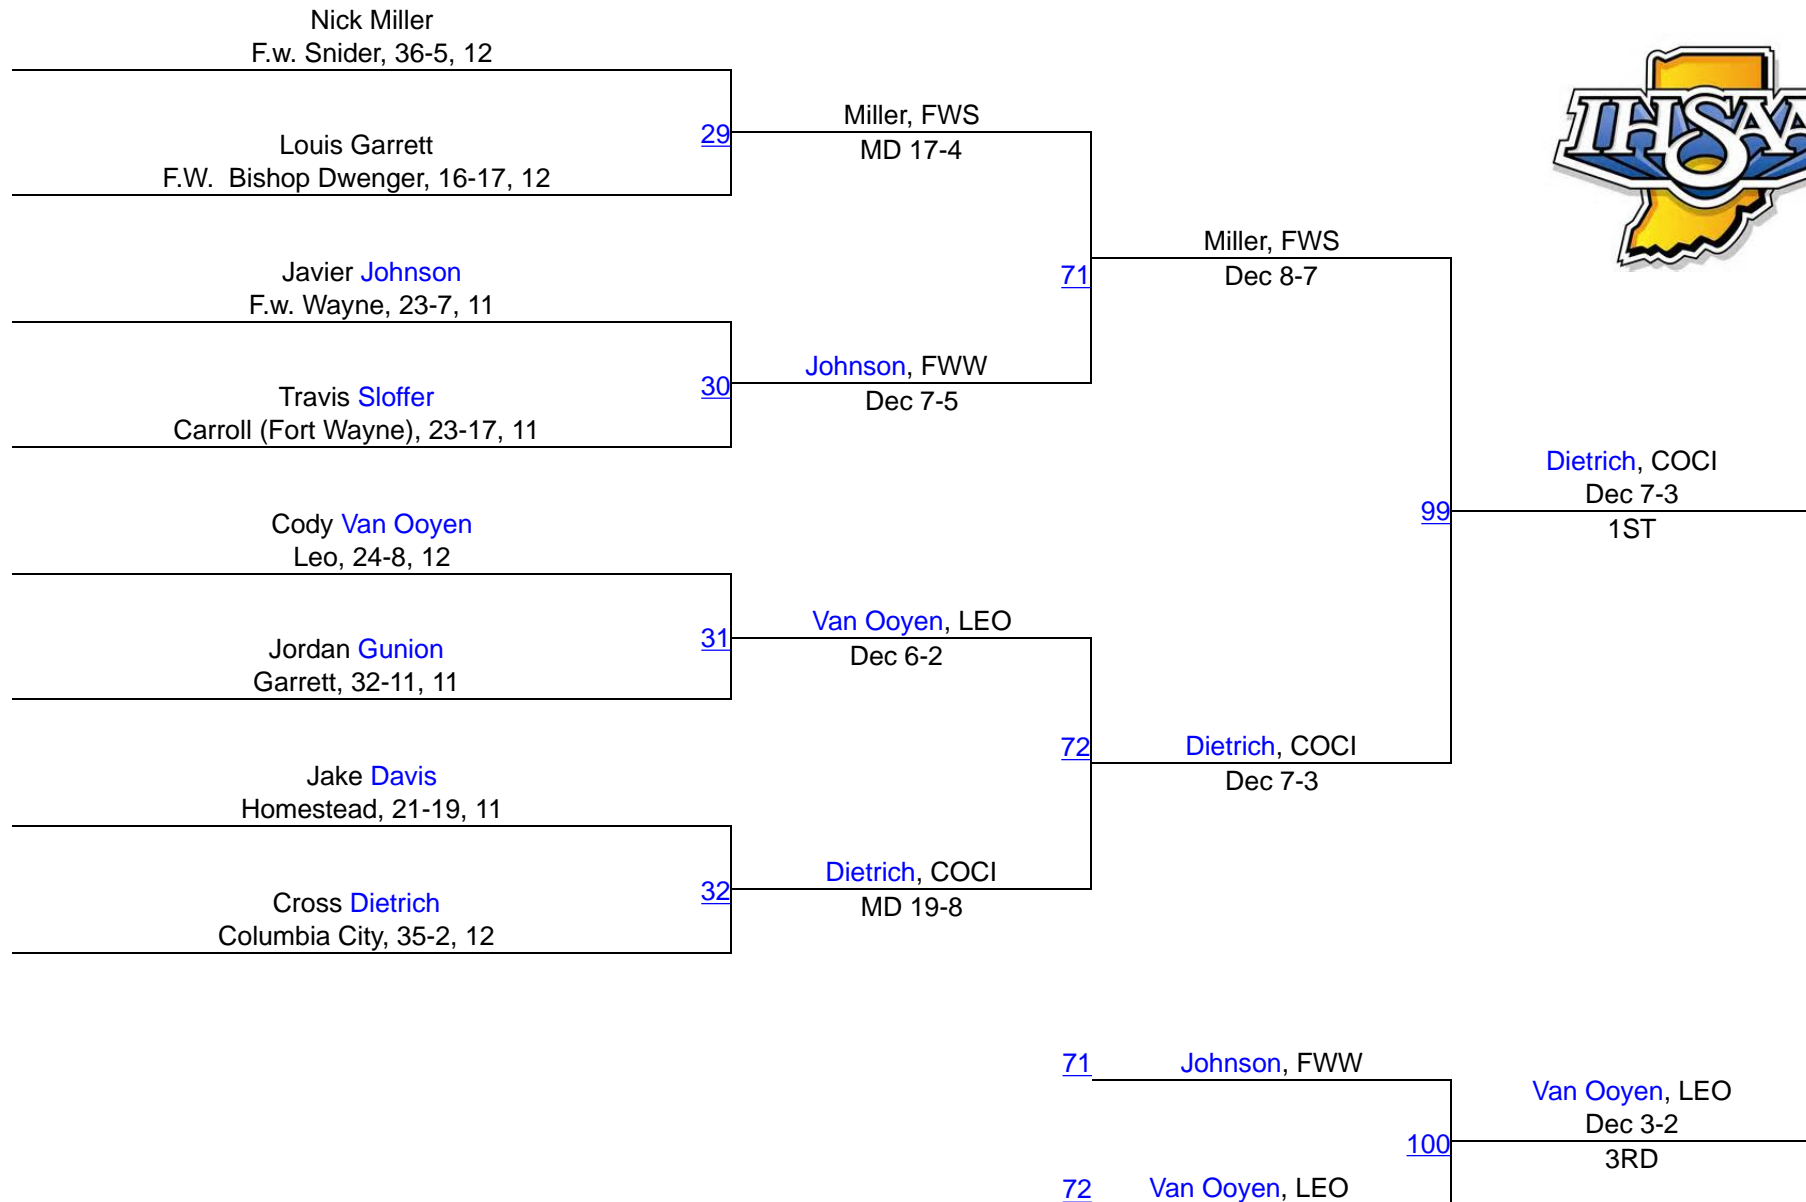 Nick Miller
F.w. Snider, 36-5, 12
Louis Garrett
F.W.  Bishop Dwenger, 16-17, 12
29
Miller, FWS
MD 17-4
Javier Johnson
F.w. Wayne, 23-7, 11
Travis Sloffer
Carroll (Fort Wayne), 23-17, 11
30
Johnson, FWW
Dec 7-5
71
Miller, FWS
Dec 8-7
Cody Van Ooyen
Leo, 24-8, 12
Jordan Gunion
Garrett, 32-11, 11
31
Van Ooyen, LEO
Dec 6-2
Jake Davis
Homestead, 21-19, 11
Cross Dietrich
Columbia City, 35-2, 12
32
Dietrich, COCI
MD 19-8
72
Dietrich, COCI
Dec 7-3
99
Dietrich, COCI
Dec 7-3
1ST
IHSAA
71
Johnson, FWW
72
Van Ooyen, LEO
100
Van Ooyen, LEO
Dec 3-2
3RD